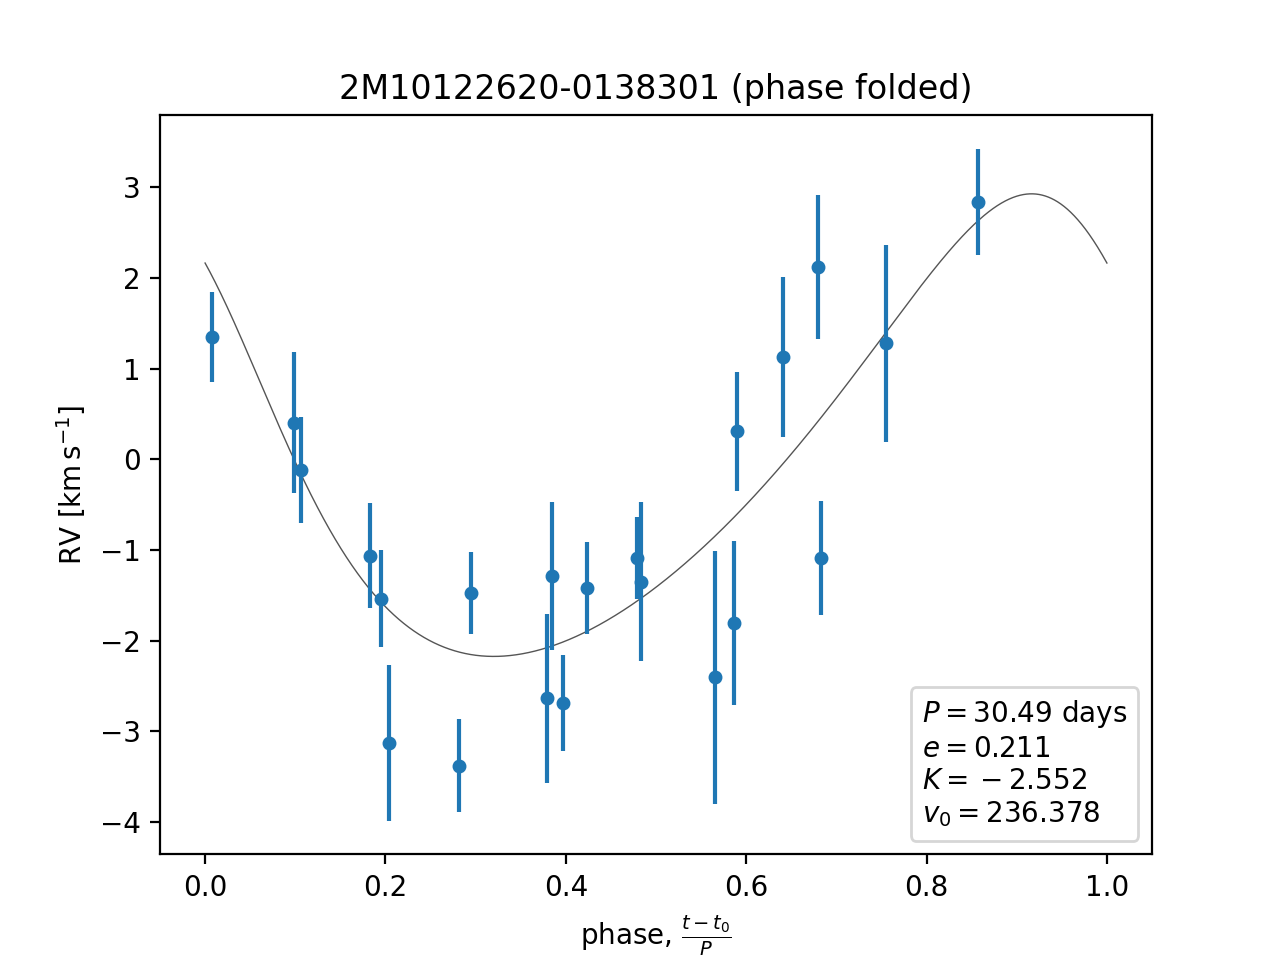 2M10122620-0138301 (phase folded)
RV [km s⁻¹]
3
2
1
0
−1
−2
−3
−4
P = 30.49 days
e = 0.211
K = −2.552
v₀ = 236.378
0.0 0.2 0.4 0.6 0.8 1.0
phase, (t − t₀)/P